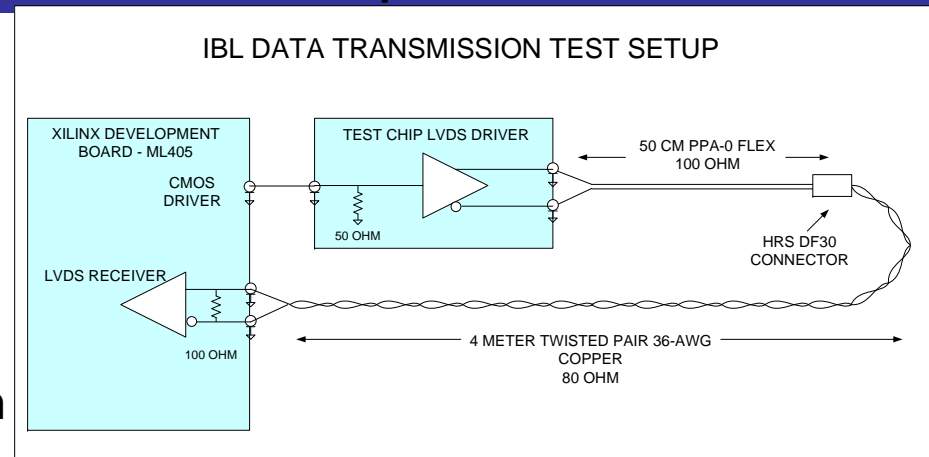 IBL DATA TRANSMISSION TEST SETUP
XILINX DEVELOPMENT
BOARD - ML405
CMOS
DRIVER
TEST CHIP LVDS DRIVER
50 OHM
50 CM PPA-0 FLEX
100 OHM
HRS DF30
CONNECTOR
LVDS RECEIVER
100 OHM
4 METER TWISTED PAIR 36-AWG
COPPER
80 OHM